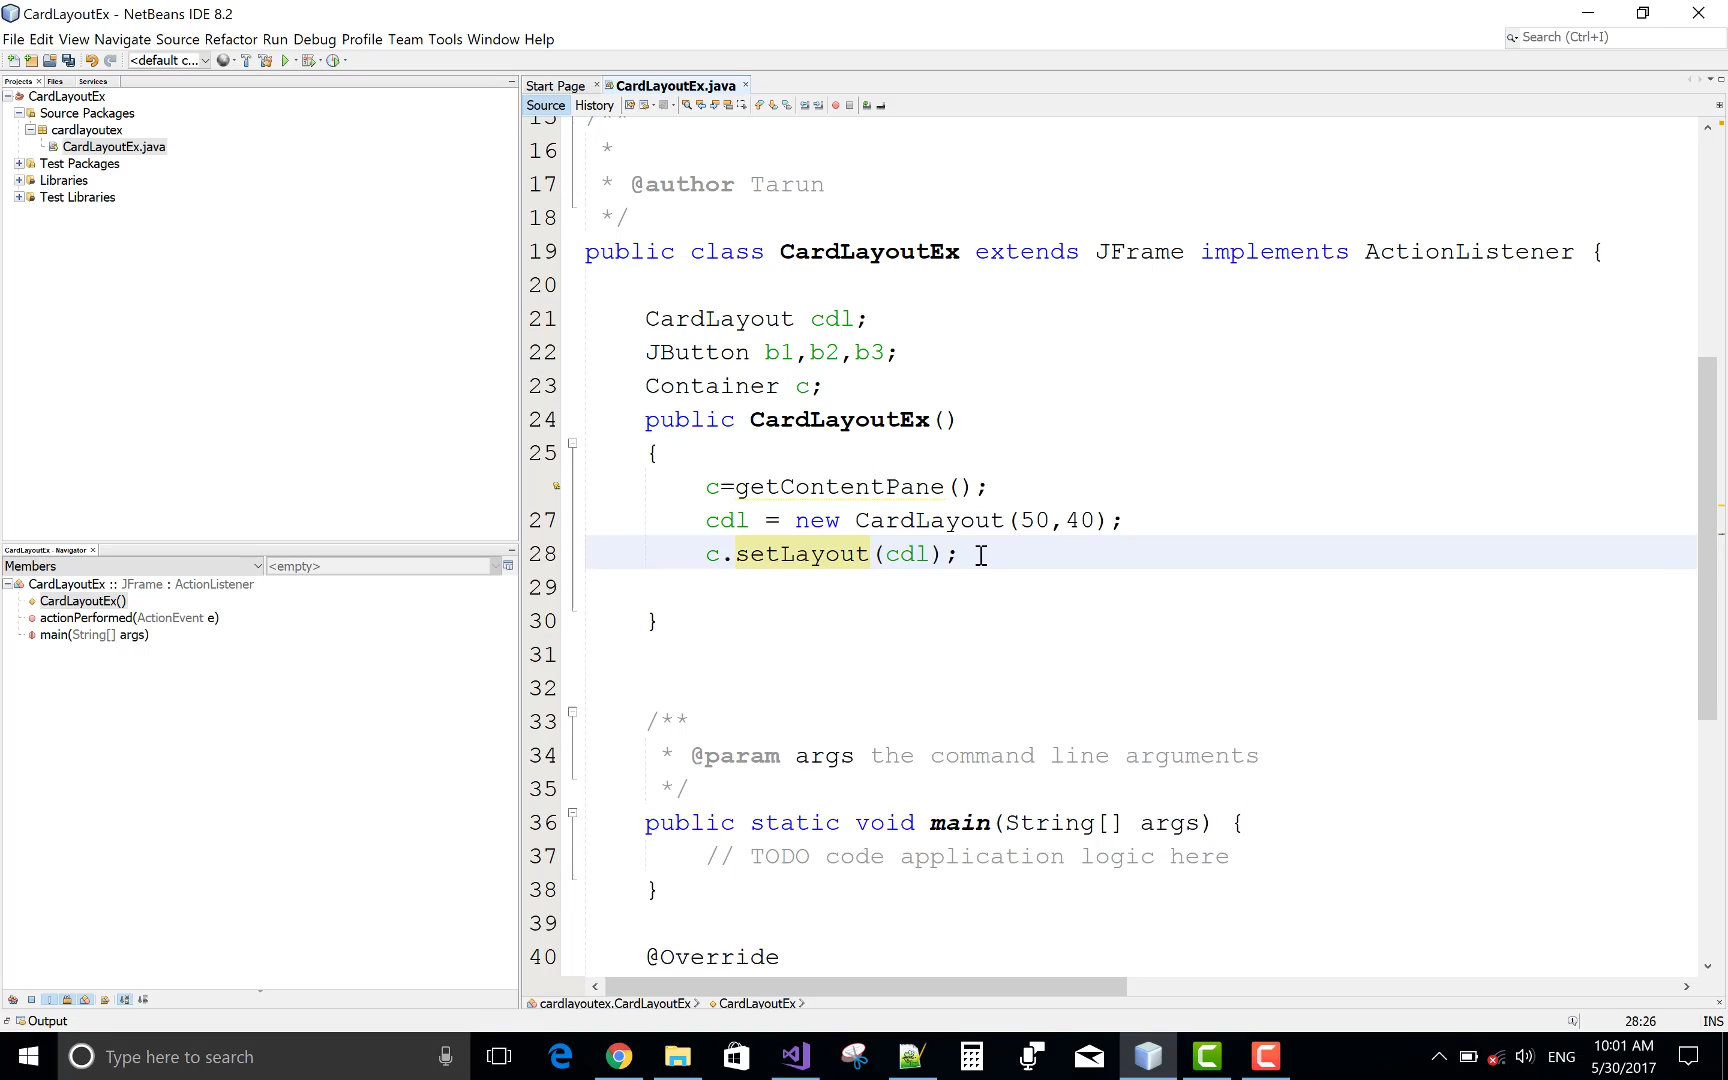 CardLayoutEx - NetBeans IDE 8.2
File Edit View Navigate Source Refactor Run Debug Profile Team Tools Window Help
Search (Ctrl+I)
<default c...
Projects × Files Services
CardLayoutEx
Source Packages
cardlayoutex
CardLayoutEx.java
Test Packages
Libraries
Test Libraries
CardLayoutEx - Navigator ×
Members
<empty>
CardLayoutEx :: JFrame : ActionListener
CardLayoutEx()
actionPerformed(ActionEvent e)
main(String[] args)
Start Page × CardLayoutEx.java ×
Source History
15 /**
16 *
17 * @author Tarun
18 */
19 public class CardLayoutEx extends JFrame implements ActionListener {
20
21 CardLayout cdl;
22 JButton b1,b2,b3;
23 Container c;
24 public CardLayoutEx()
25 {
c=getContentPane();
27 cdl = new CardLayout(50,40);
28 c.setLayout(cdl);
29
30 }
31
32
33 /**
34 * @param args the command line arguments
35 */
36 public static void main(String[] args) {
37 // TODO code application logic here
38 }
39
40 @Override
cardlayoutex.CardLayoutEx > CardLayoutEx >
Output
28:26
INS
Type here to search
ENG
10:01 AM
5/30/2017